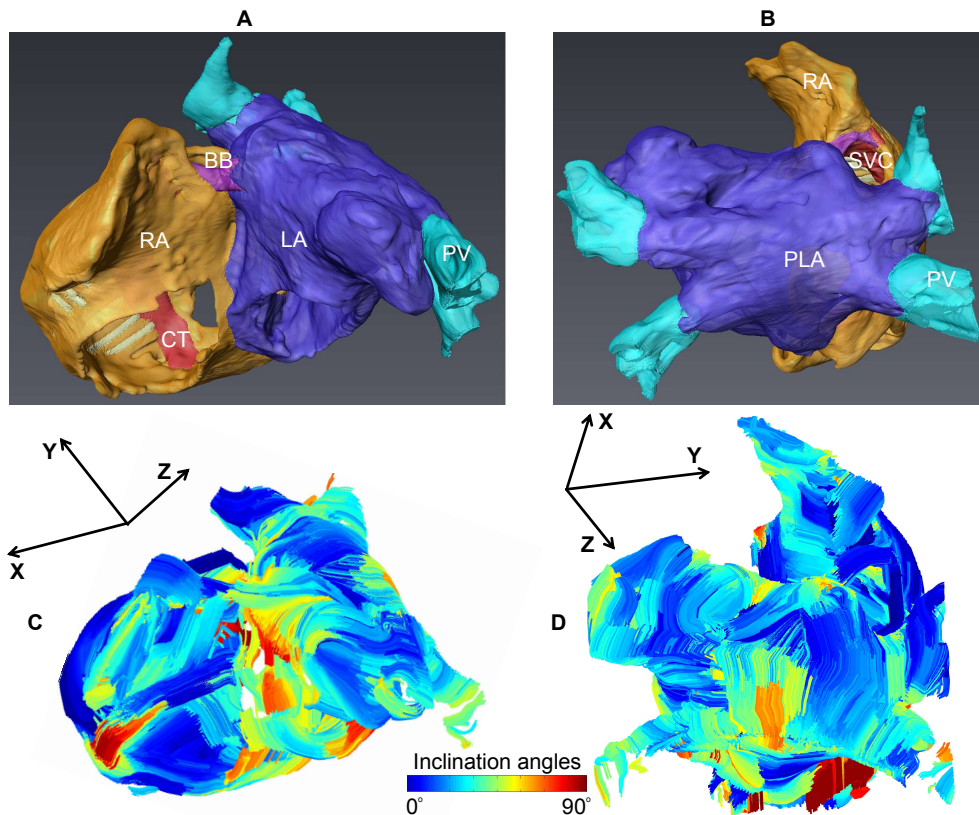 A
B
RA
BB
SVC
RA
LA
PV
PLA
PV
CT
X
Y
Y
Z
Z
X
C
D
Inclination angles
0° 90°